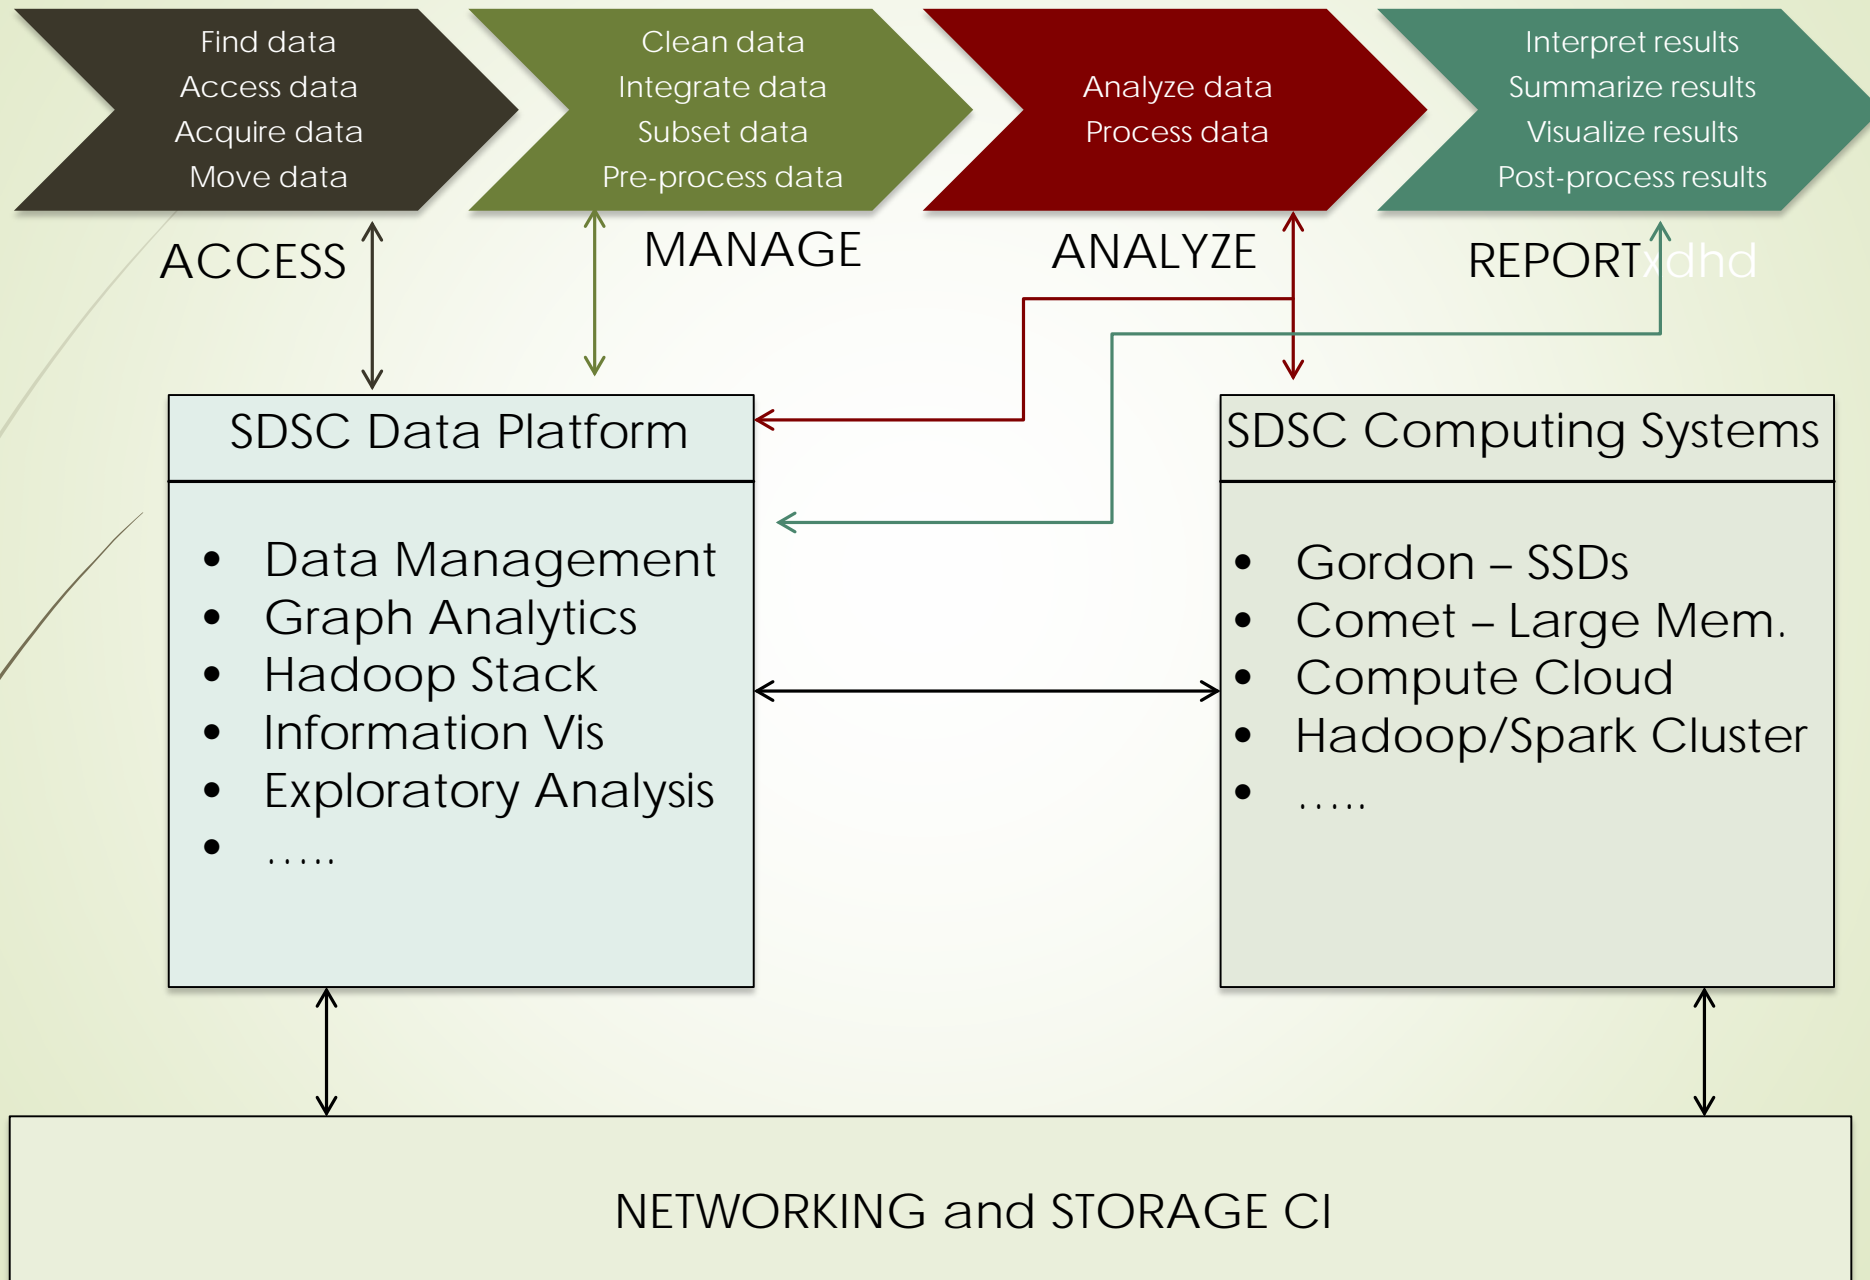 Find data
Access data
Acquire data
Move data
Clean data
Integrate data
Subset data
Pre-process data
Analyze data
Process data
Interpret results
Summarize results
Visualize results
Post-process results
ACCESS
MANAGE
ANALYZE
REPORTxdhd
SDSC Data Platform
• Data Management
• Graph Analytics
• Hadoop Stack
• Information Vis
• Exploratory Analysis
• …..
SDSC Computing Systems
• Gordon – SSDs
• Comet – Large Mem.
• Compute Cloud
• Hadoop/Spark Cluster
• …..
NETWORKING and STORAGE CI